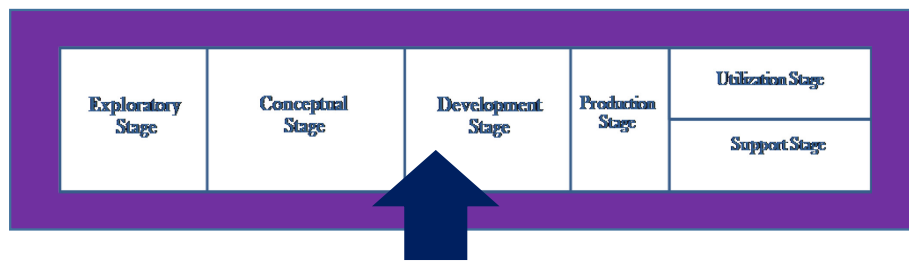 Exploratory
Stage
Conceptual
Stage
Development
Stage
Production
Stage
Utilization Stage
Support Stage